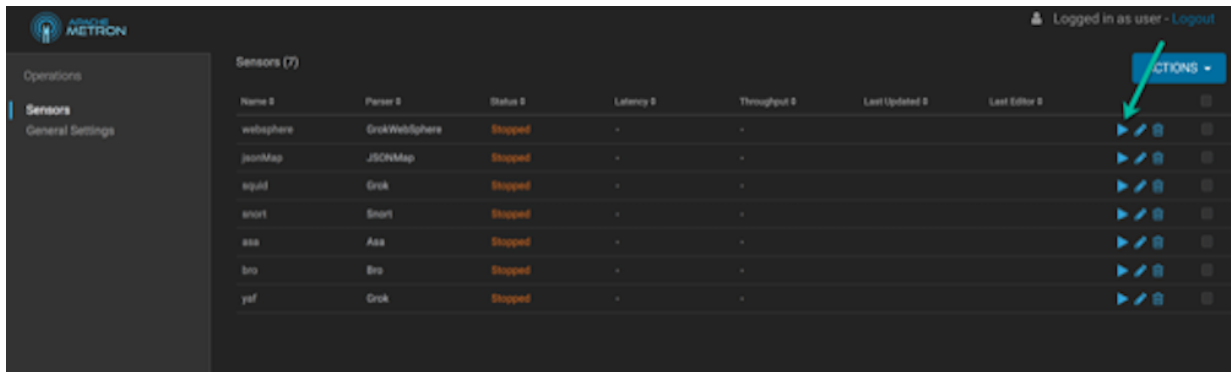 APACHE
METRON
Logged in as user - Logout
Operations
Sensors
General Settings
Sensors (7)
ACTIONS
Name Parser Status Latency Throughput Last Updated Last Editor
websphere GrokWebSphere Stopped - -
jsonMap JSONMap Stopped - -
squid Grok Stopped - -
snort Snort Stopped - -
asa Asa Stopped - -
bro Bro Stopped - -
yaf Grok Stopped - -